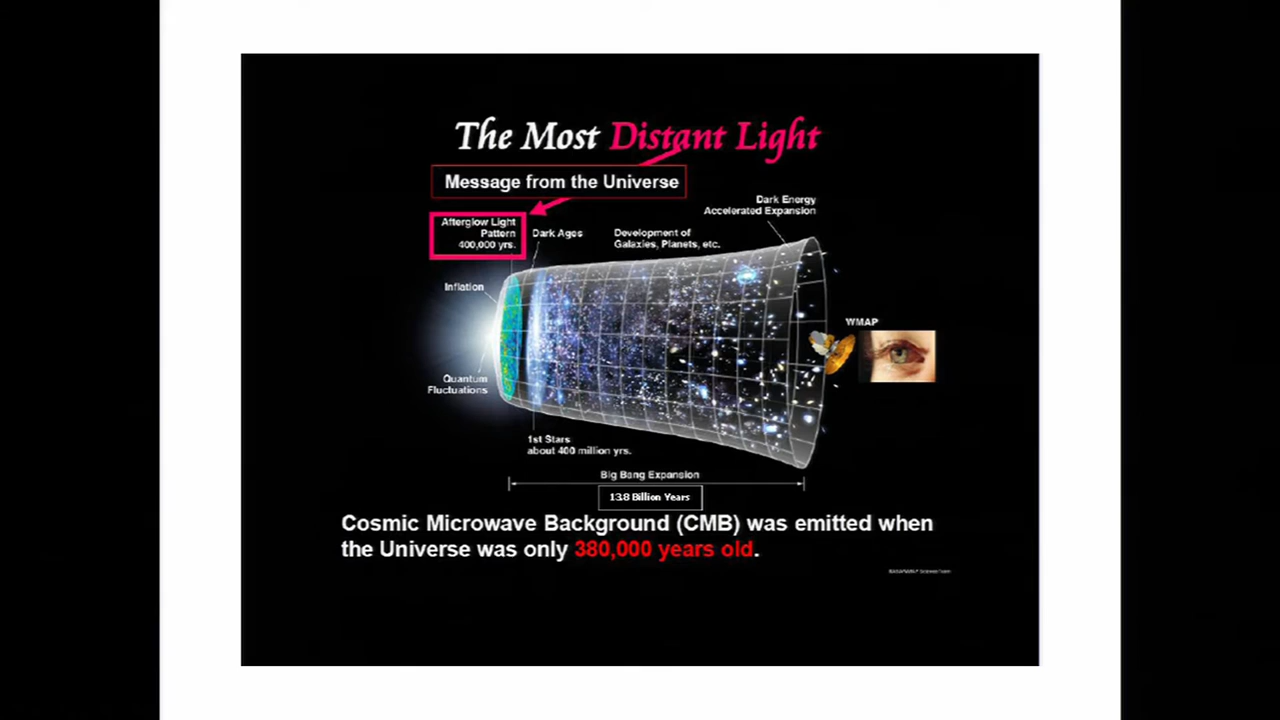 The Most Distant Light
Message from the Universe
Dark Energy
Accelerated Expansion
Afterglow Light
Pattern
400,000 yrs.
Dark Ages
Development of
Galaxies, Planets, etc.
Inflation
WMAP
Quantum
Fluctuations
1st Stars
about 400 million yrs.
Big Bang Expansion
13.8 Billion Years
Cosmic Microwave Background (CMB) was emitted when
the Universe was only 380,000 years old.